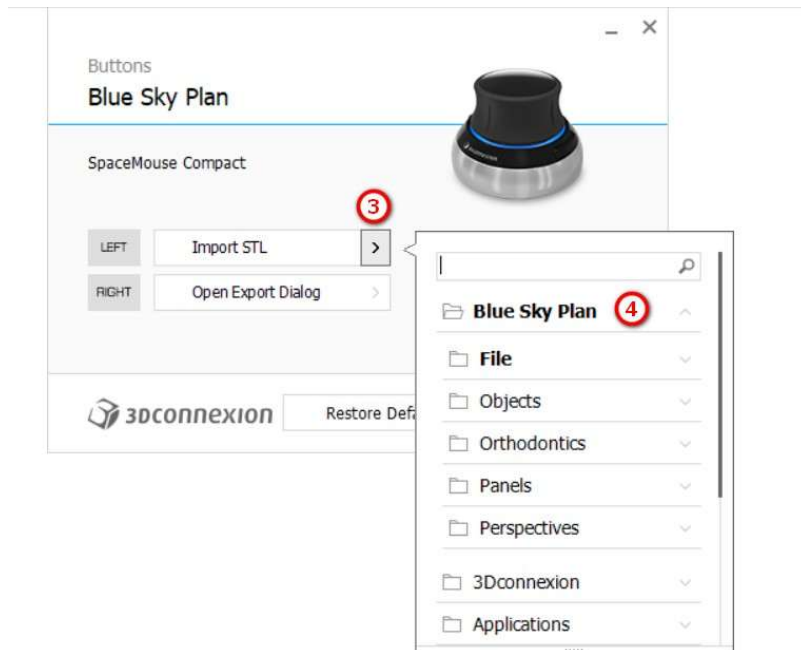 Buttons
Blue Sky Plan
SpaceMouse Compact
3
LEFT Import STL >
RIGHT Open Export Dialog >
4
Blue Sky Plan
File
Objects
Orthodontics
Panels
Perspectives
3Dconnexion
Applications
3Dconnexion
Restore Defa